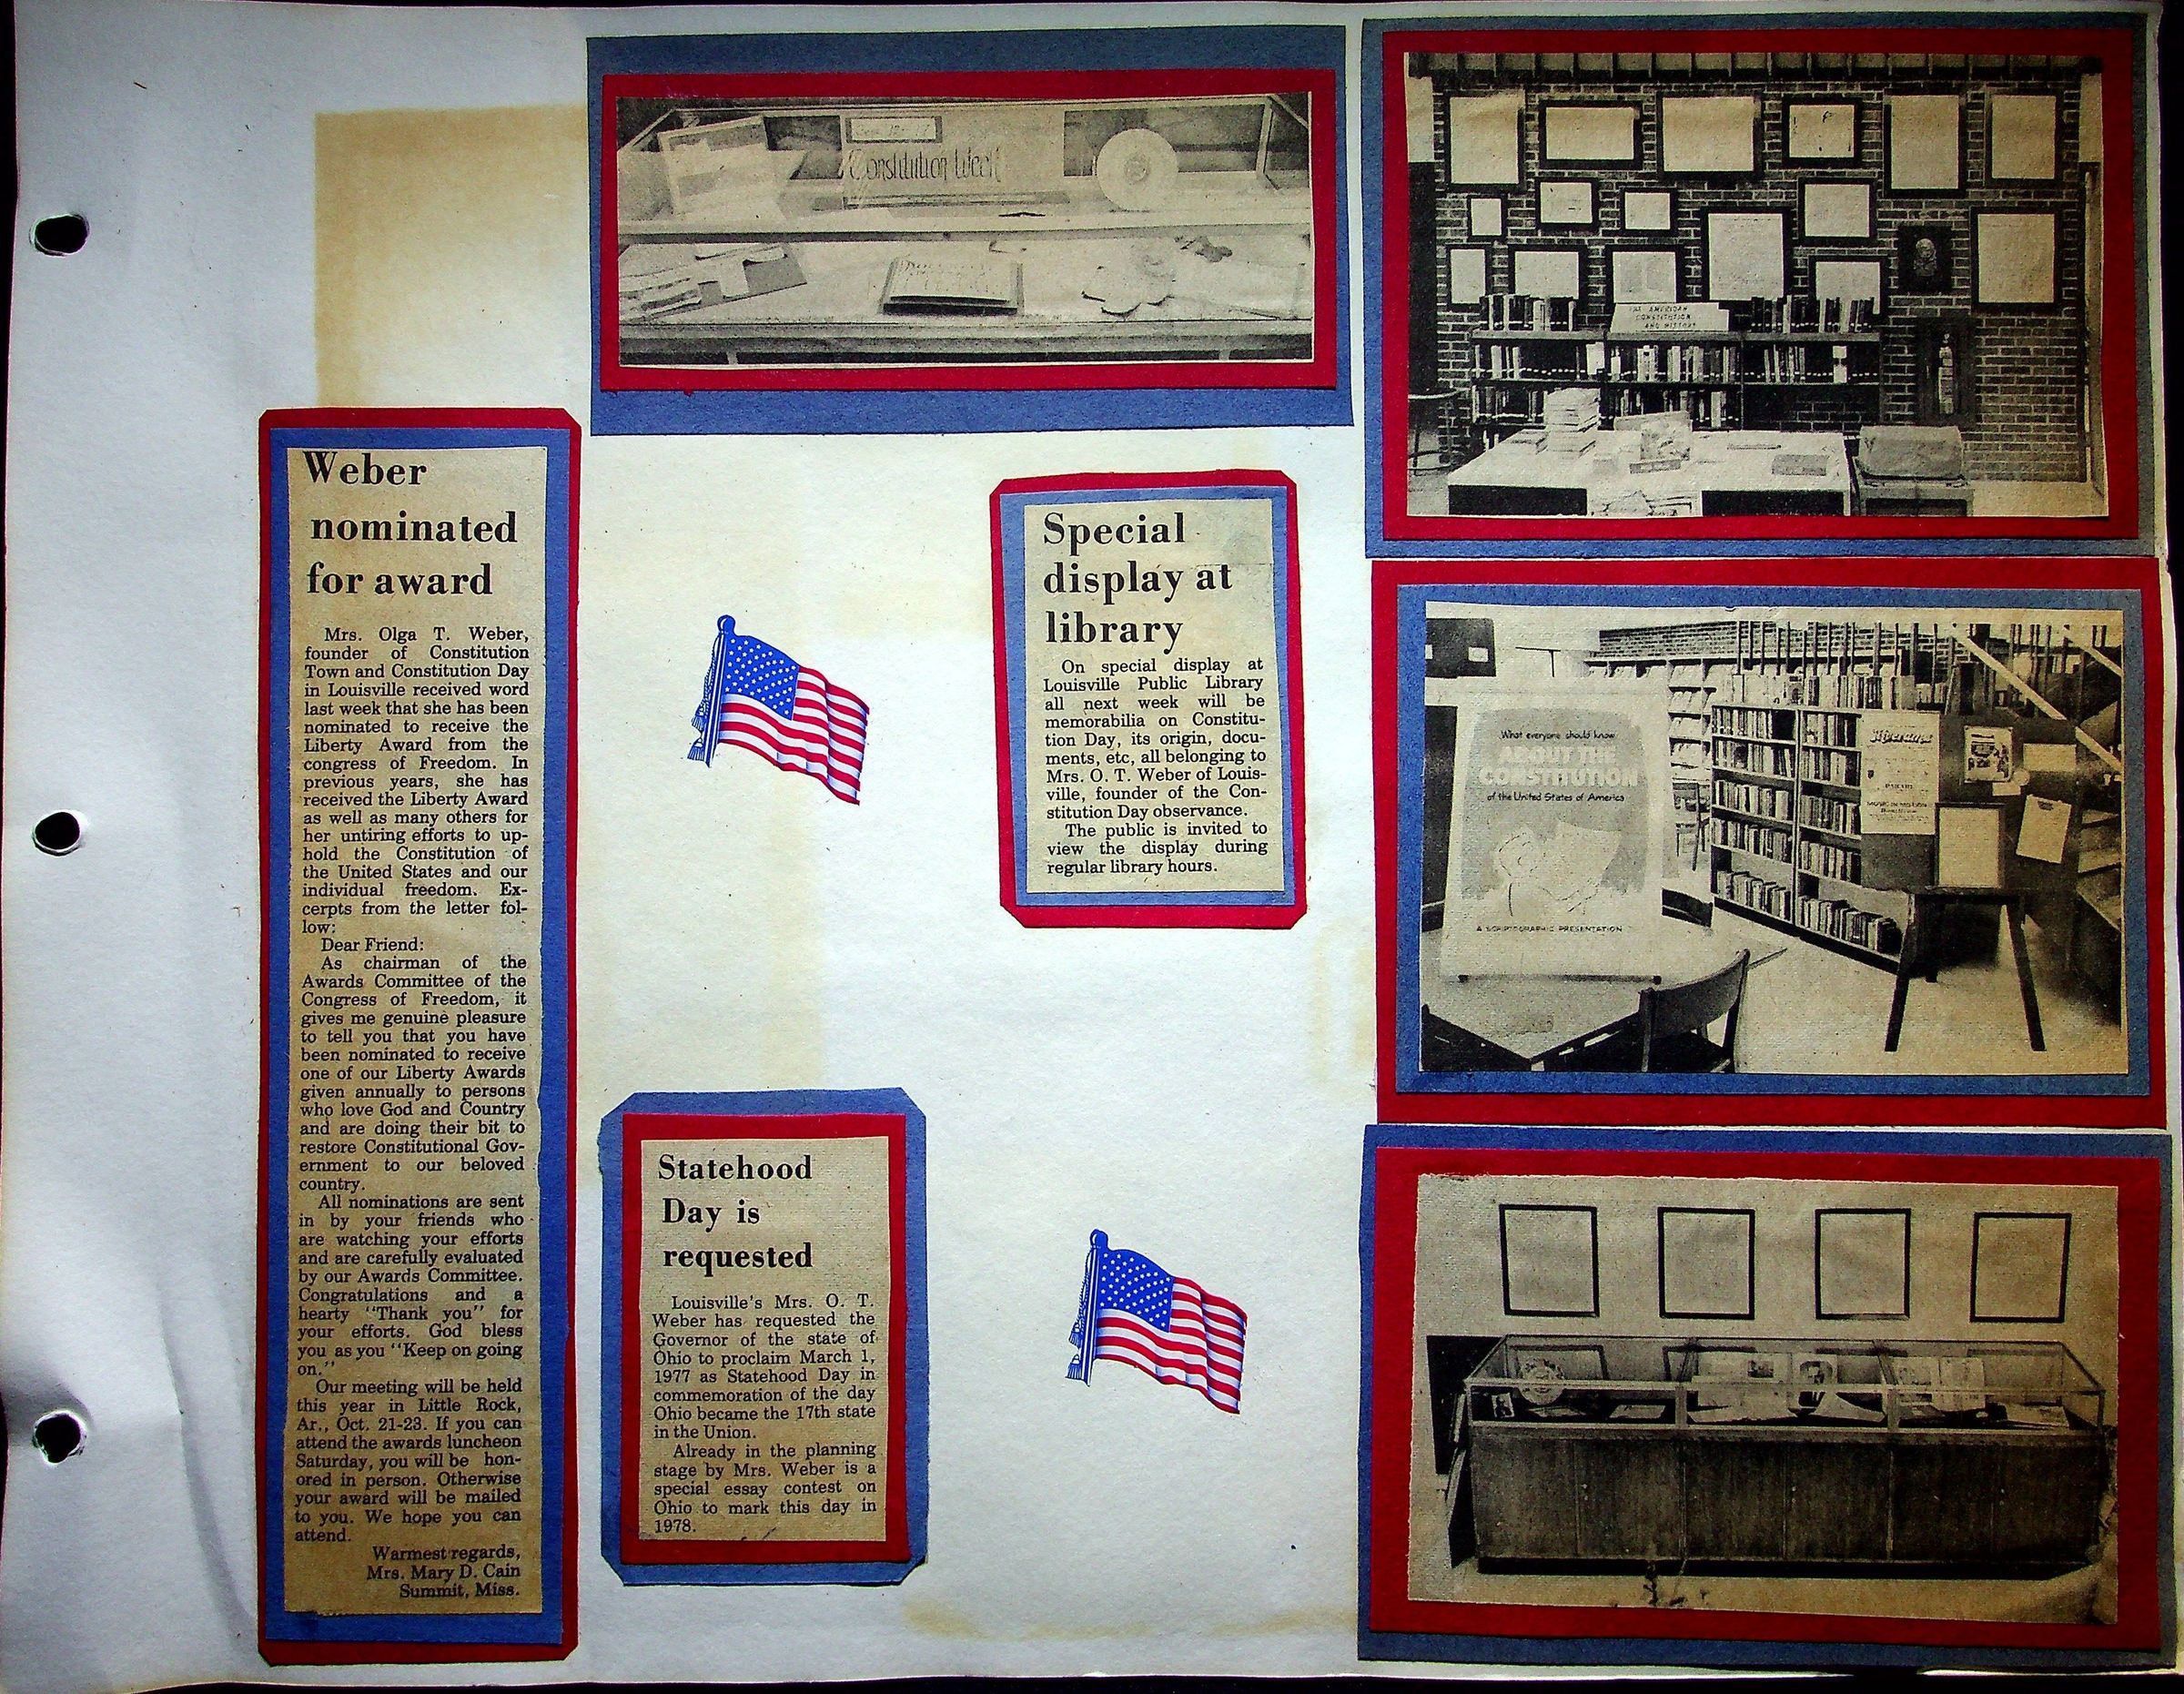 Constitution Week
THE AMERICAN
CONSTITUTION
AND HISTORY
Weber
nominated
for award
Mrs. Olga T. Weber,
founder of Constitution
Town and Constitution Day
in Louisville received word
last week that she has been
nominated to receive the
Liberty Award from the
congress of Freedom. In
previous years, she has
received the Liberty Award
as well as many others for
her untiring efforts to up-
hold the Constitution of
the United States and our
individual freedom. Ex-
cerpts from the letter fol-
low:
Dear Friend:
As chairman of the
Awards Committee of the
Congress of Freedom, it
gives me genuine pleasure
to tell you that you have
been nominated to receive
one of our Liberty Awards
given annually to persons
who love God and Country
and are doing their bit to
restore Constitutional Gov-
ernment to our beloved
country.
All nominations are sent
in by your friends who
are watching your efforts
and are carefully evaluated
by our Awards Committee.
Congratulations and a
hearty "Thank you" for
your efforts. God bless
you as you "Keep on going
on."
Our meeting will be held
this year in Little Rock,
Ar., Oct. 21-23. If you can
attend the awards luncheon
Saturday, you will be hon-
ored in person. Otherwise
your award will be mailed
to you. We hope you can
attend.
Warmest regards,
Mrs. Mary D. Cain
Summit, Miss.
Special
display at
library
On special display at
Louisville Public Library
all next week will be
memorabilia on Constitu-
tion Day, its origin, docu-
ments, etc, all belonging to
Mrs. O. T. Weber of Louis-
ville, founder of the Con-
stitution Day observance.
The public is invited to
view the display during
regular library hours.
What everyone should know
ABOUT THE
CONSTITUTION
of the United States of America
A SCRIPTOGRAPHIC PRESENTATION
Statehood
Day is
requested
Louisville's Mrs. O. T.
Weber has requested the
Governor of the state of
Ohio to proclaim March 1,
1977 as Statehood Day in
commemoration of the day
Ohio became the 17th state
in the Union.
Already in the planning
stage by Mrs. Weber is a
special essay contest on
Ohio to mark this day in
1978.